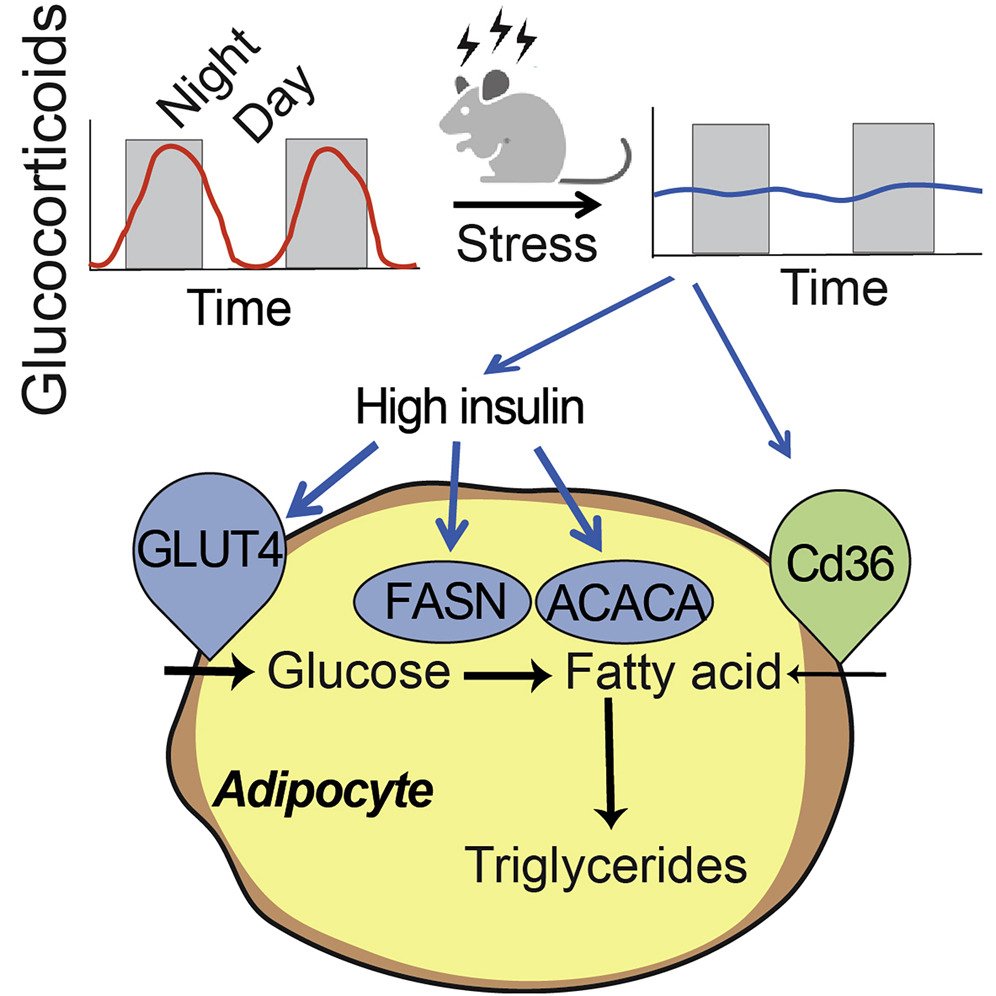 Glucocorticoids
Night
Day
Time
Stress
Time
High insulin
GLUT4
FASN
ACACA
Cd36
Glucose
Fatty acid
Adipocyte
Triglycerides